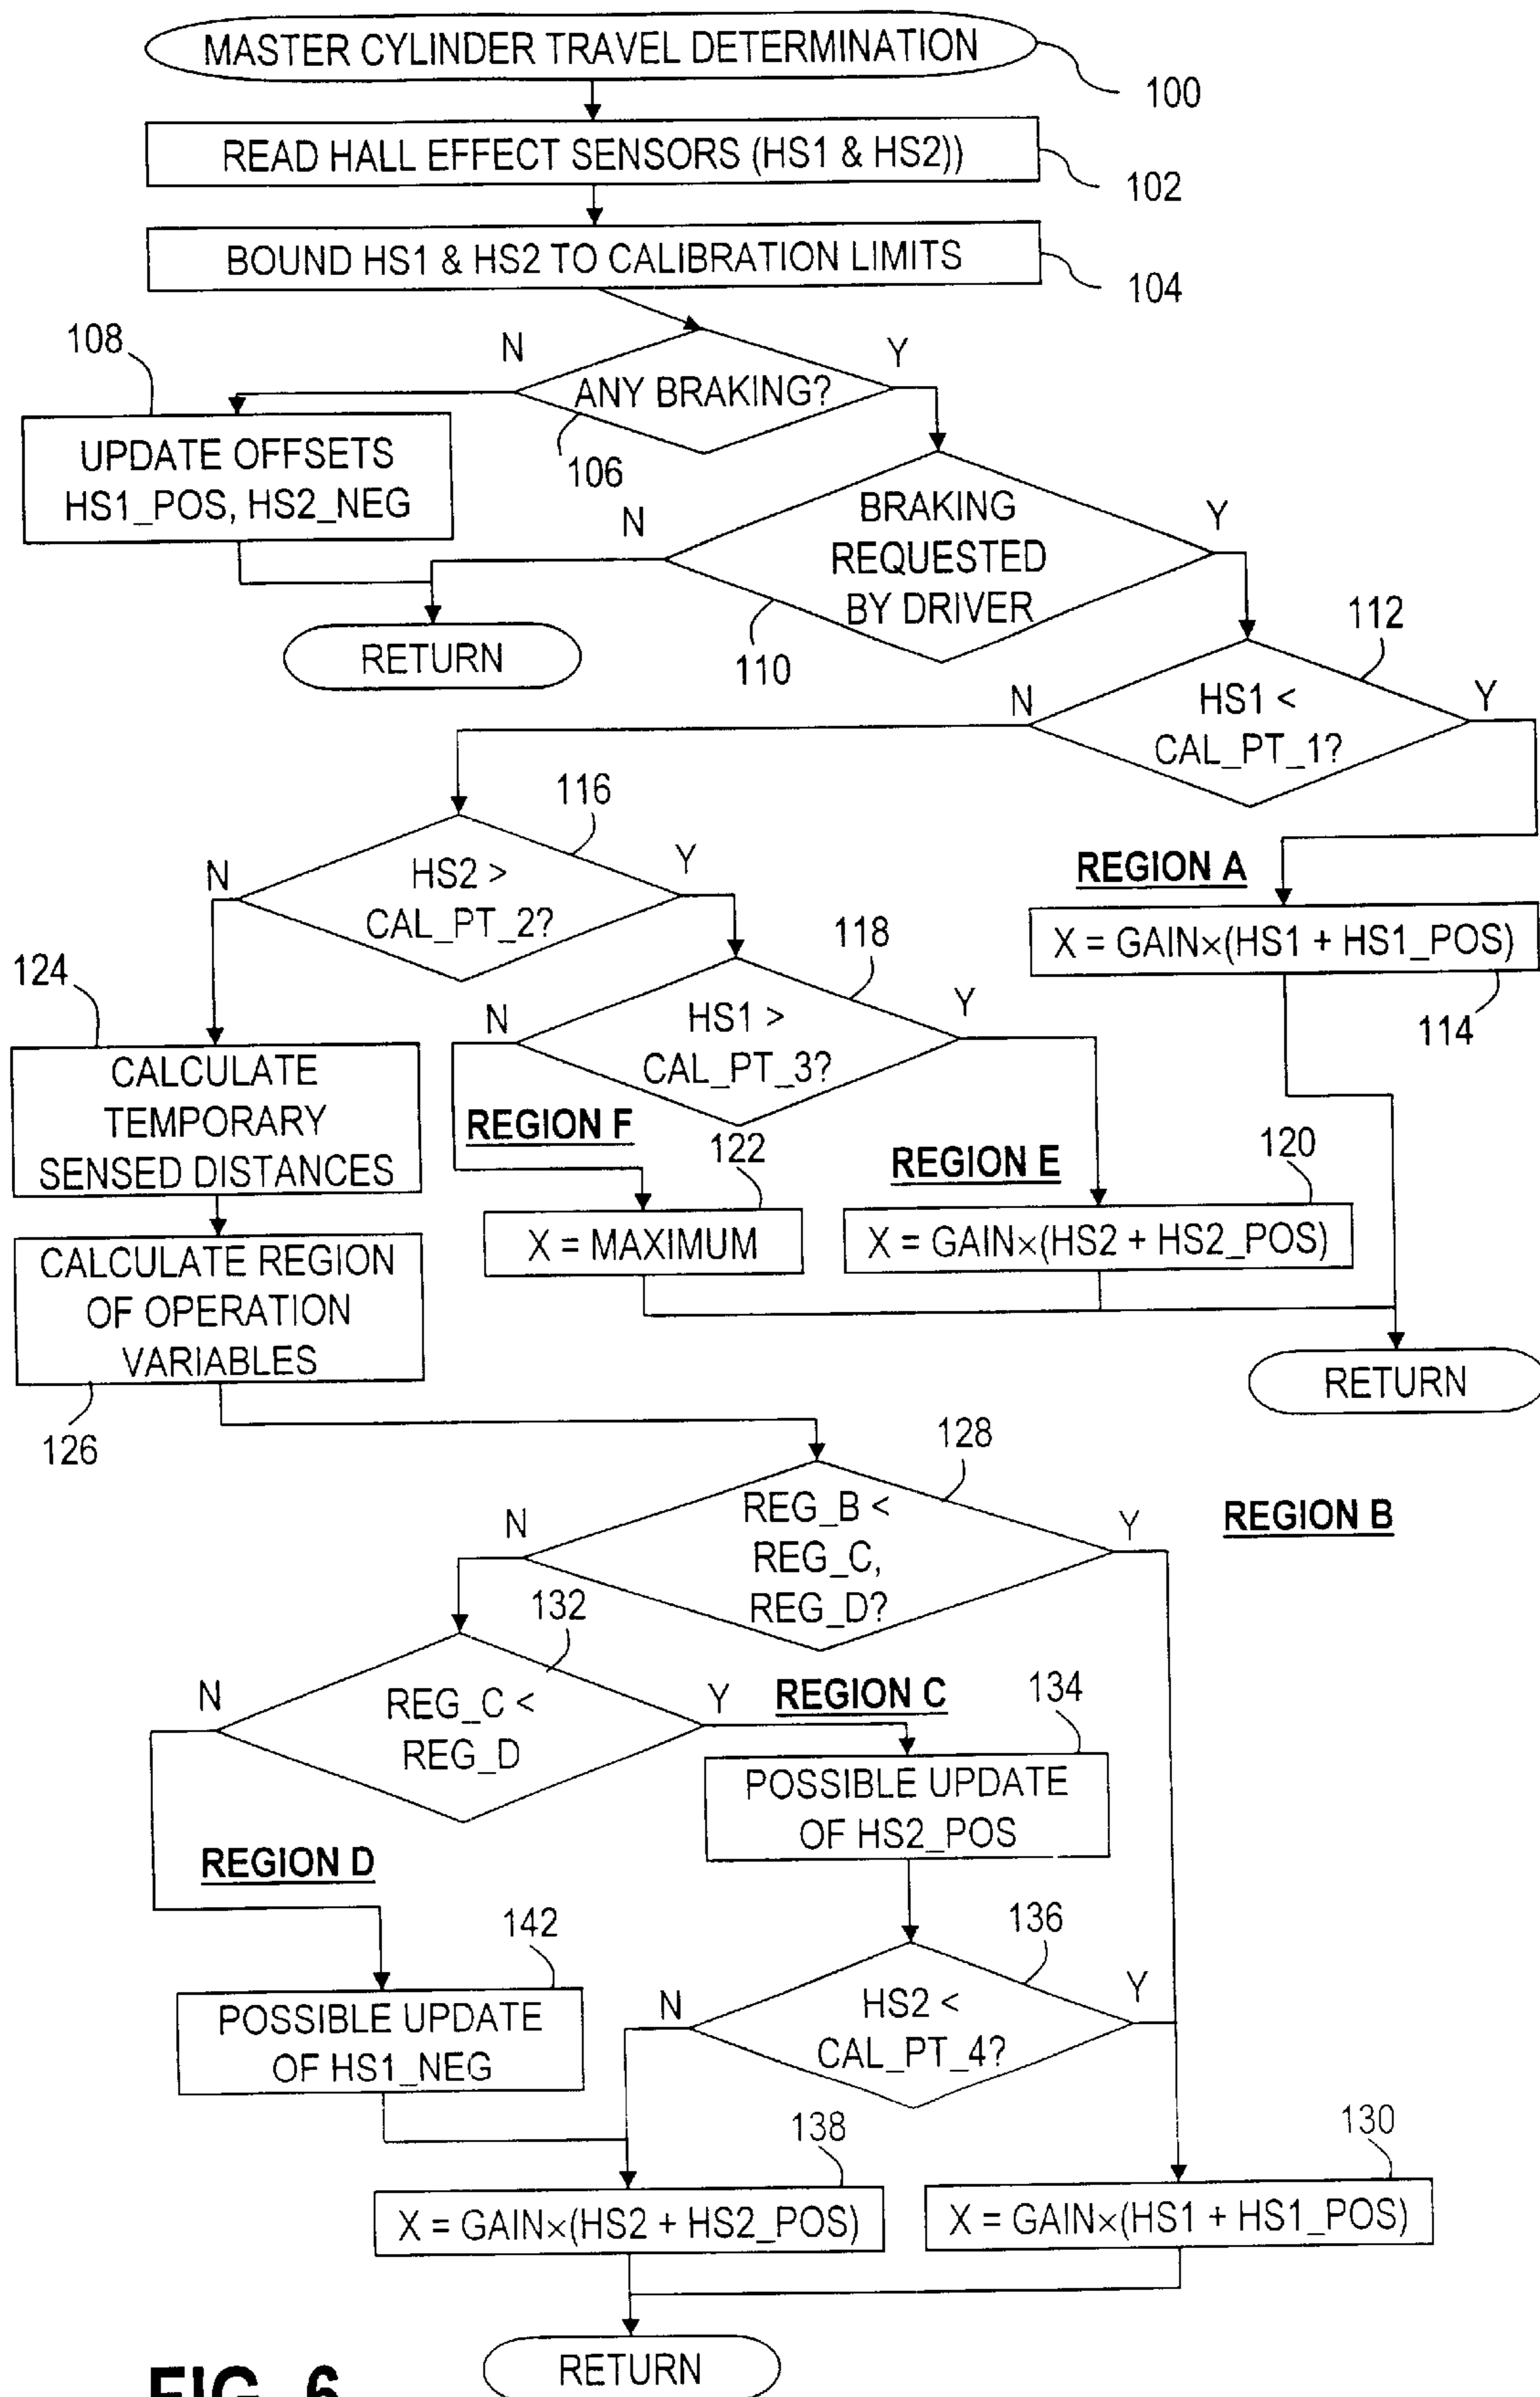 MASTER CYLINDER TRAVEL DETERMINATION
100
READ HALL EFFECT SENSORS (HS1 & HS2))
102
BOUND HS1 & HS2 TO CALIBRATION LIMITS
104
108
N
Y
ANY BRAKING?
106
UPDATE OFFSETS
HS1_POS, HS2_NEG
N
BRAKING
REQUESTED
BY DRIVER
Y
110
RETURN
112
N
HS1 <
CAL_PT_1?
Y
116
N
HS2 >
CAL_PT_2?
Y
REGION A
X = GAIN×(HS1 + HS1_POS)
114
118
124
N
HS1 >
CAL_PT_3?
Y
CALCULATE
TEMPORARY
SENSED DISTANCES
REGION F
122
X = MAXIMUM
REGION E
120
X = GAIN×(HS2 + HS2_POS)
CALCULATE REGION
OF OPERATION
VARIABLES
126
RETURN
128
N
REG_B <
REG_C,
REG_D?
Y
REGION B
132
N
REG_C <
REG_D
Y
REGION C
134
POSSIBLE UPDATE
OF HS2_POS
REGION D
142
POSSIBLE UPDATE
OF HS1_NEG
136
N
HS2 <
CAL_PT_4?
Y
138
X = GAIN×(HS2 + HS2_POS)
130
X = GAIN×(HS1 + HS1_POS)
RETURN
FIG. 6